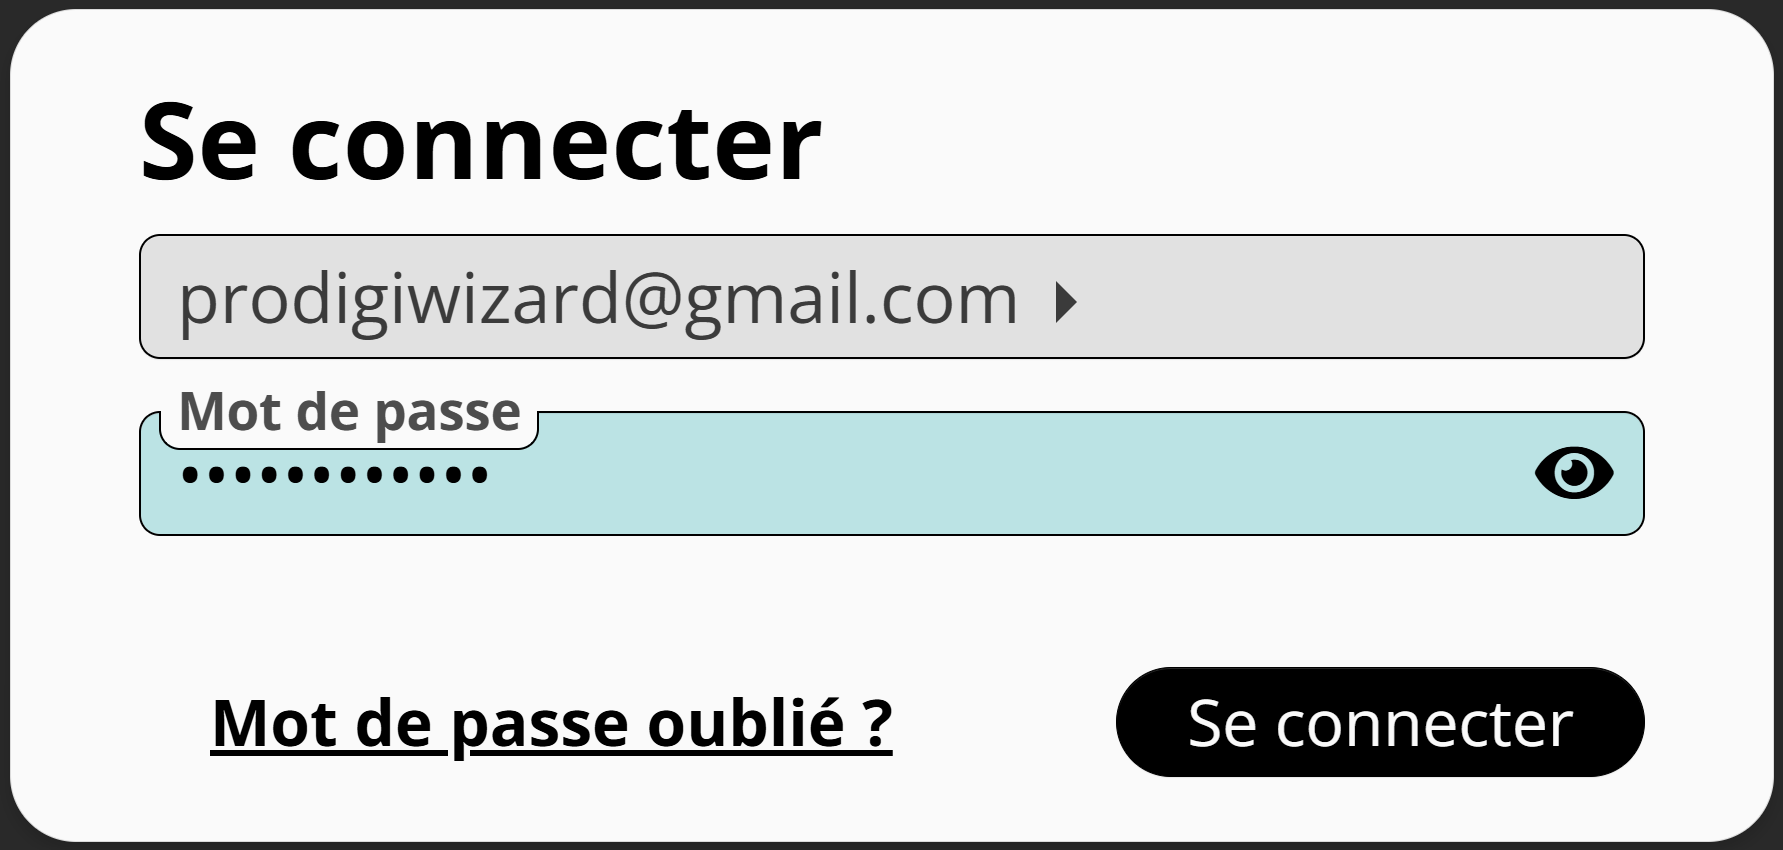 Se connecter
prodigiwizard@gmail.com
Mot de passe
••••••••••••
Mot de passe oublié ?
Se connecter